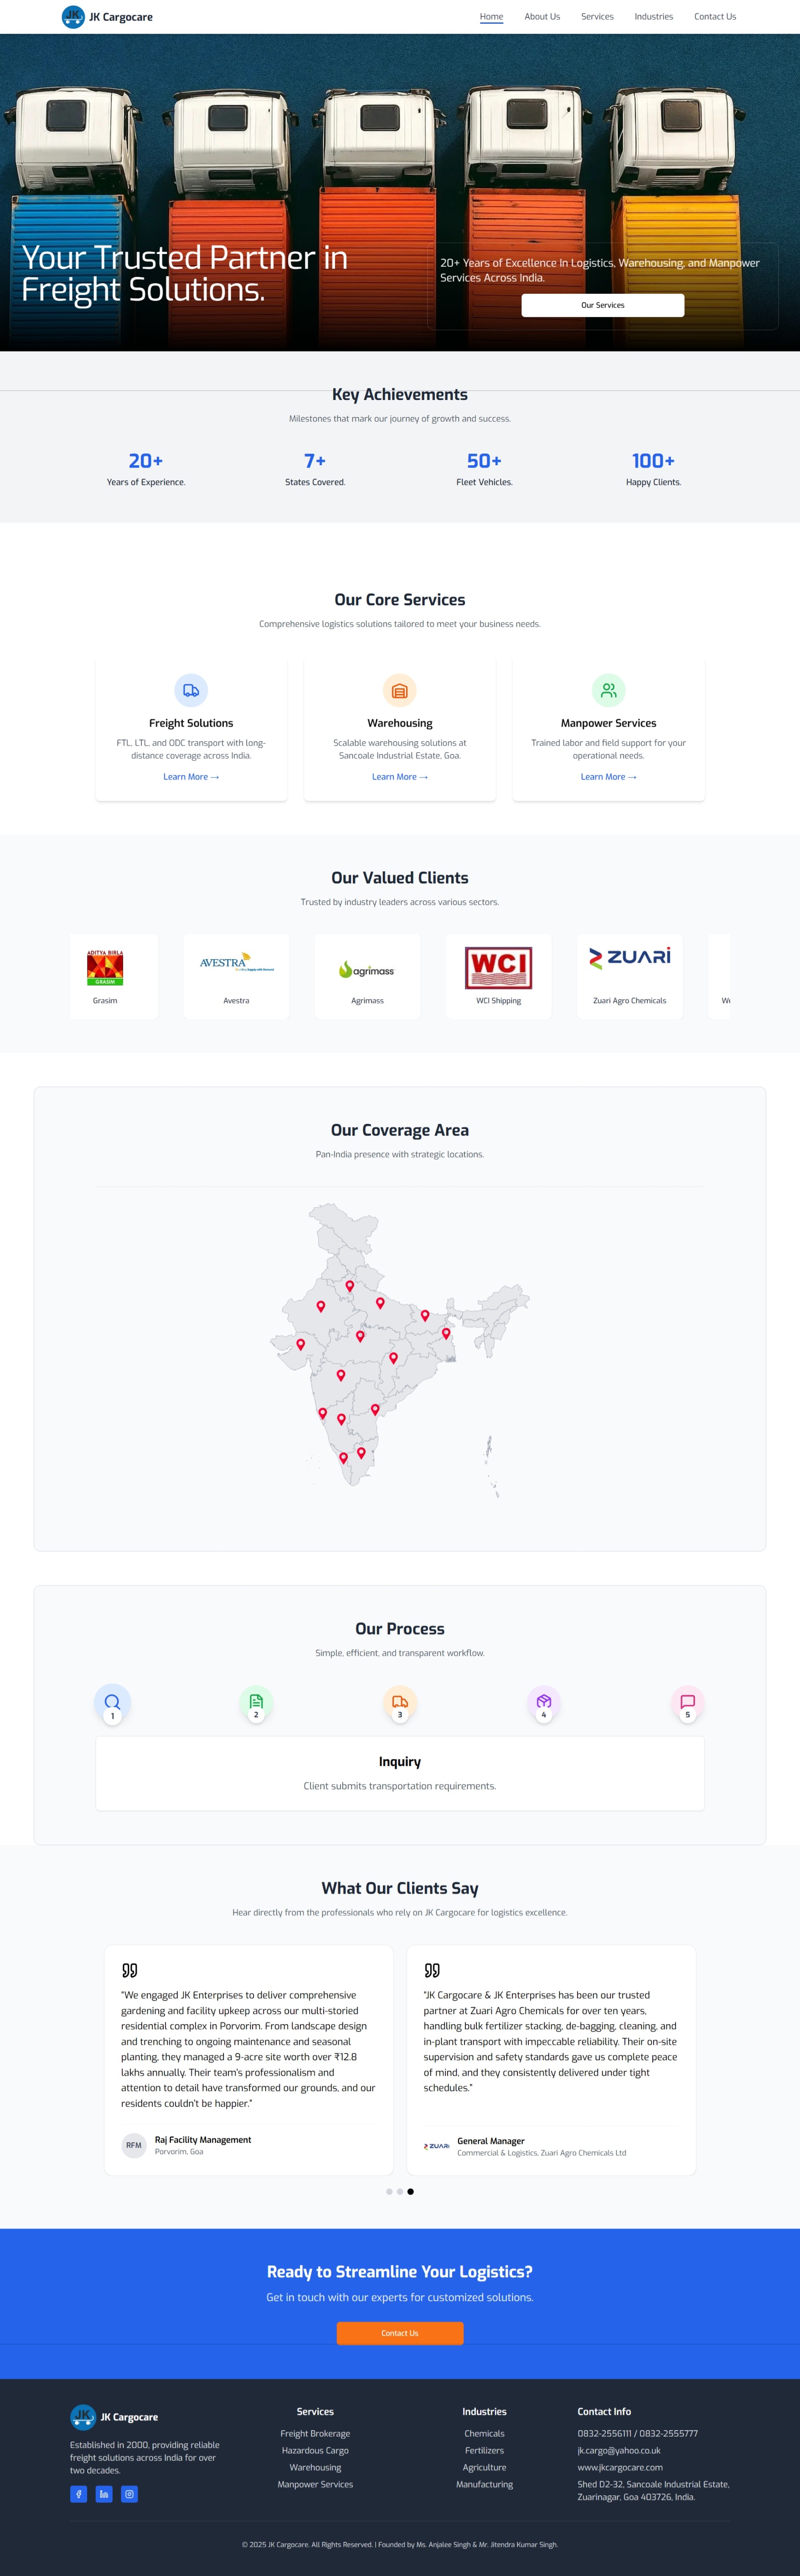 JK Cargocare
Home About Us Services Industries Contact Us
Your Trusted Partner in
Freight Solutions.
20+ Years of Excellence In Logistics, Warehousing, and Manpower
Services Across India.
Our Services
Key Achievements
Milestones that mark our journey of growth and success.
20+ 7+ 50+ 100+
Years of Experience. States Covered. Fleet Vehicles. Happy Clients.
Our Core Services
Comprehensive logistics solutions tailored to meet your business needs.
Freight Solutions
FTL, LTL, and ODC transport with long-
distance coverage across India.
Learn More →
Warehousing
Scalable warehousing solutions at
Sancoale Industrial Estate, Goa.
Learn More →
Manpower Services
Trained labor and field support for your
operational needs.
Learn More →
Our Valued Clients
Trusted by industry leaders across various sectors.
ADITYA BIRLA
GRASIM
Grasim
AVESTRA
Avestra
agrimass
Agrimass
WCI
WCI Shipping
ZUARI
Zuari Agro Chemicals
Our Coverage Area
Pan-India presence with strategic locations.
Our Process
Simple, efficient, and transparent workflow.
1 2 3 4 5
Inquiry
Client submits transportation requirements.
What Our Clients Say
Hear directly from the professionals who rely on JK Cargocare for logistics excellence.
"We engaged JK Enterprises to deliver comprehensive
gardening and facility upkeep across our multi-storied
residential complex in Porvorim. From landscape design
and trenching to ongoing maintenance and seasonal
planting, they managed a 9-acre site worth over ₹12.8
lakhs annually. Their team's professionalism and
attention to detail have transformed our grounds, and our
residents couldn't be happier."
RFM
Raj Facility Management
Porvorim, Goa
"JK Cargocare & JK Enterprises has been our trusted
partner at Zuari Agro Chemicals for over ten years,
handling bulk fertilizer stacking, de-bagging, cleaning, and
in-plant transport with impeccable reliability. Their on-site
supervision and safety standards gave us complete peace
of mind, and they consistently delivered under tight
schedules."
ZUARI
General Manager
Commercial & Logistics, Zuari Agro Chemicals Ltd
Ready to Streamline Your Logistics?
Get in touch with our experts for customized solutions.
Contact Us
JK Cargocare
Established in 2000, providing reliable
freight solutions across India for over
two decades.
Services
Freight Brokerage
Hazardous Cargo
Warehousing
Manpower Services
Industries
Chemicals
Fertilizers
Agriculture
Manufacturing
Contact Info
0832-2556111 / 0832-2555777
jk.cargo@yahoo.co.uk
www.jkcargocare.com
Shed D2-32, Sancoale Industrial Estate,
Zuarinagar, Goa 403726, India.
© 2025 JK Cargocare. All Rights Reserved. | Founded by Ms. Anjalee Singh & Mr. Jitendra Kumar Singh.